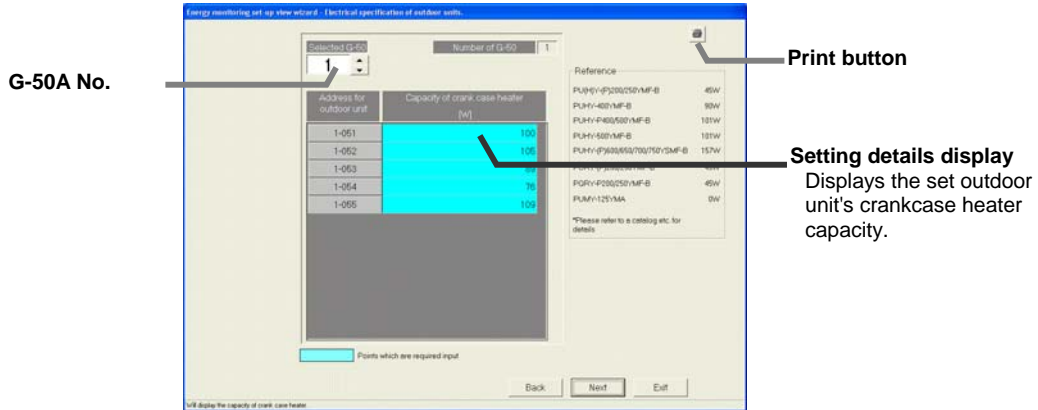 Energy monitoring set-up view wizard - Electrical specification of outdoor units.
Selected G-50
Number of G-50 1
1
G-50A No.
Print button
Reference
PU(H)Y-(P)200/250YMF-B 45W
PUHY-400YMF-B 90W
PUHY-P400/500YMF-B 101W
PUHY-500YMF-B 101W
PUHY-(P)600/650/700/750YSMF-B 157W
45W
PQRY-P200/250YMF-B 45W
PUMY-125YMA 0W
*Please refer to a catalog etc. for
details
Address for
outdoor unit
Capacity of crank case heater
[W]
1-051 100
1-052 105
1-053
1-054 76
1-055 109
Setting details display
Displays the set outdoor
unit's crankcase heater
capacity.
Points which are required input
Back Next Exit
Will display the capacity of crank case heater